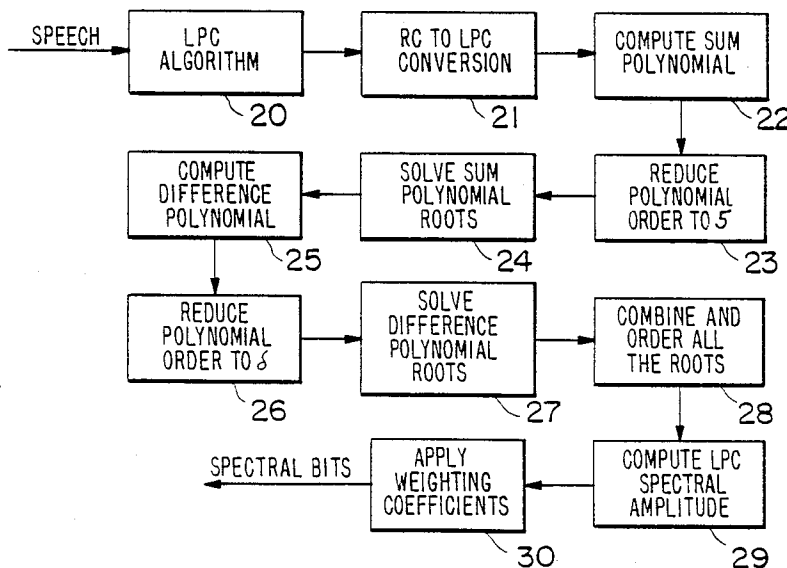 SPEECH
LPC
ALGORITHM
20
RC TO LPC
CONVERSION
21
COMPUTE SUM
POLYNOMIAL
22
COMPUTE
DIFFERENCE
POLYNOMIAL
25
SOLVE SUM
POLYNOMIAL
ROOTS
24
REDUCE
POLYNOMIAL
ORDER TO 5
23
REDUCE
POLYNOMIAL
ORDER TO 6
26
SOLVE
DIFFERENCE
POLYNOMIAL
ROOTS
27
COMBINE AND
ORDER ALL
THE ROOTS
28
SPECTRAL BITS
APPLY
WEIGHTING
COEFFICIENTS
30
COMPUTE LPC
SPECTRAL
AMPLITUDE
29